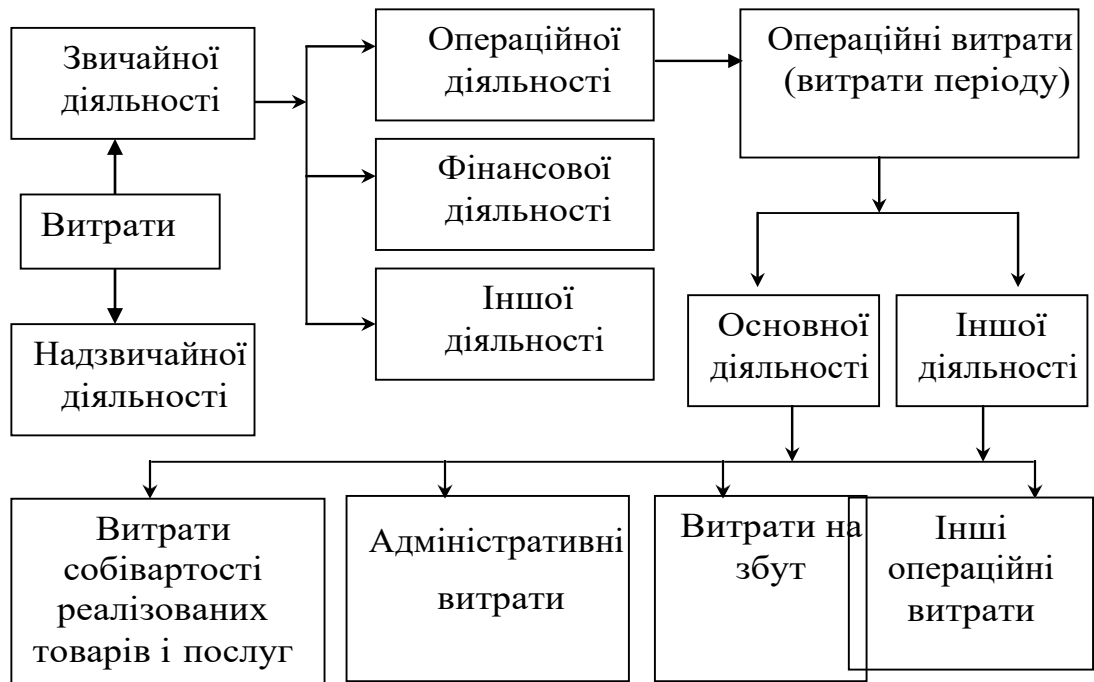 Звичайної
діяльності
Операційної
діяльності
Операційні витрати
(витрати періоду)
Фінансової
діяльності
Витрати
Іншої
діяльності
Надзвичайної
діяльності
Основної
діяльності
Іншої
діяльності
Витрати
собівартості
реалізованих
товарів і послуг
Адміністративні
витрати
Витрати на
збут
Інші
операційні
витрати